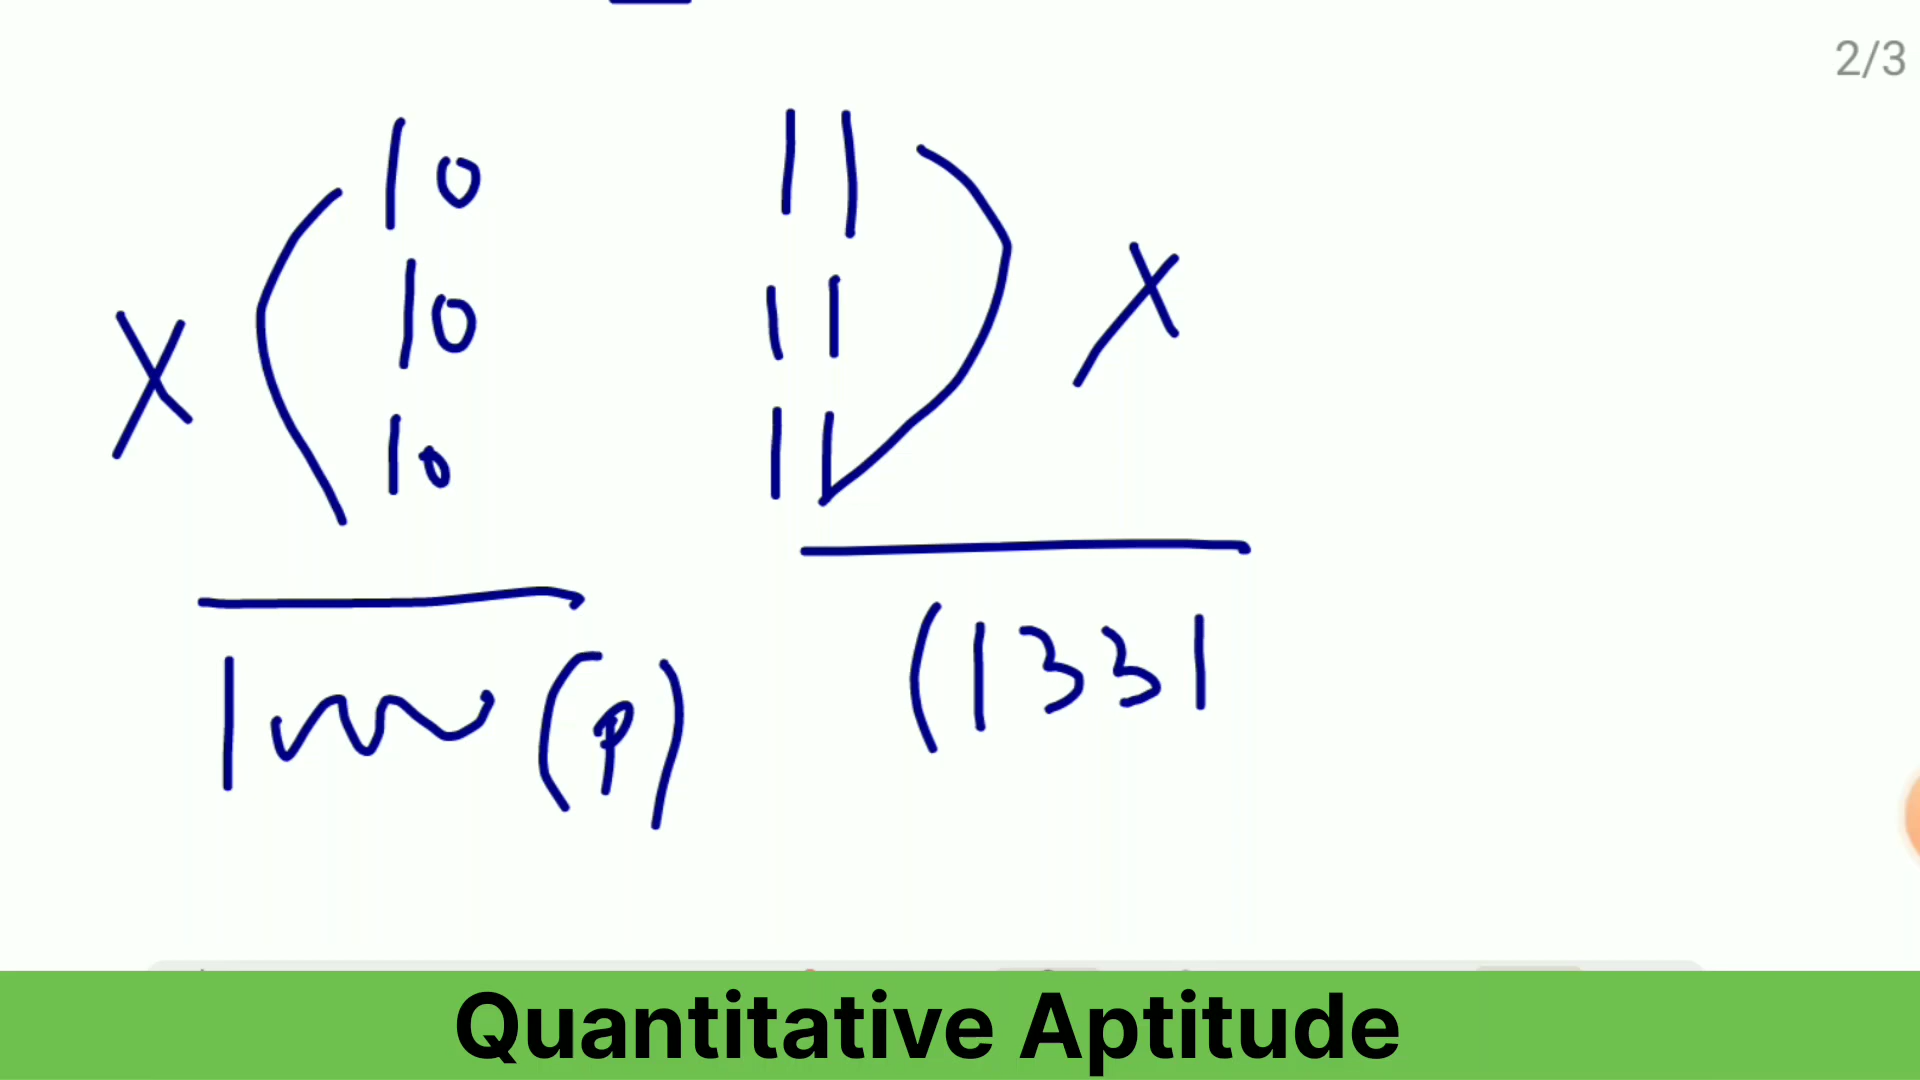 2/3
10 11
10 11
X ( ) X
10 11
1000 (P) (1331
Quantitative Aptitude